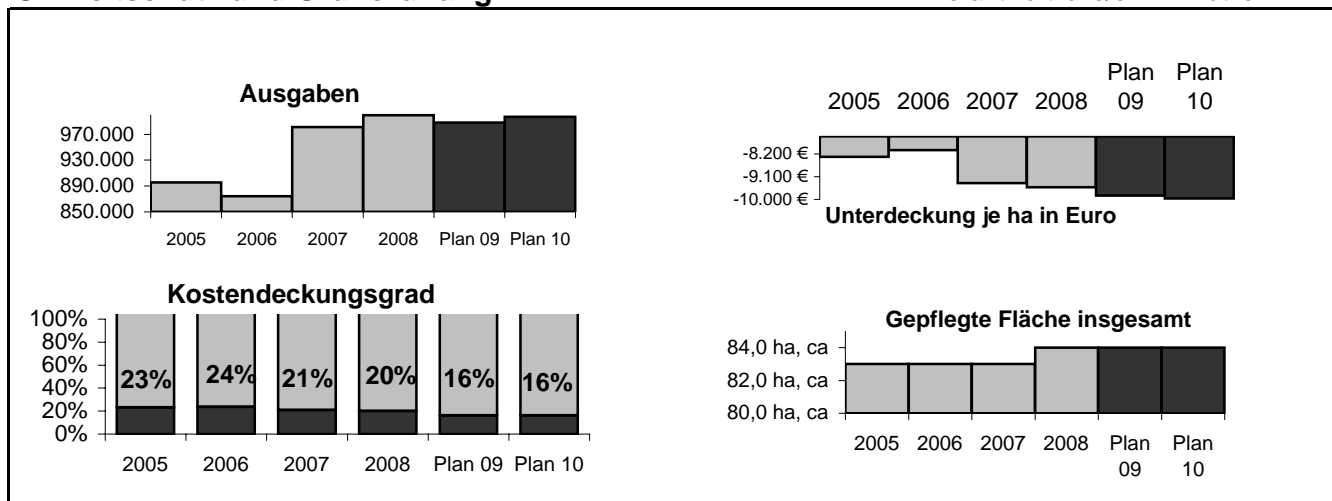 Ausgaben
970.000
930.000
890.000
850.000
2005 2006 2007 2008 Plan 09 Plan 10
Plan Plan
2005 2006 2007 2008 09 10
-8.200 €
-9.100 €
-10.000 €
Unterdeckung je ha in Euro
Kostendeckungsgrad
100%
80%
60%
40%
20%
0%
23% 24% 21% 20% 16% 16%
2005 2006 2007 2008 Plan 09 Plan 10
Gepflegte Fläche insgesamt
84,0 ha, ca
82,0 ha, ca
80,0 ha, ca
2005 2006 2007 2008 Plan Plan
09 10